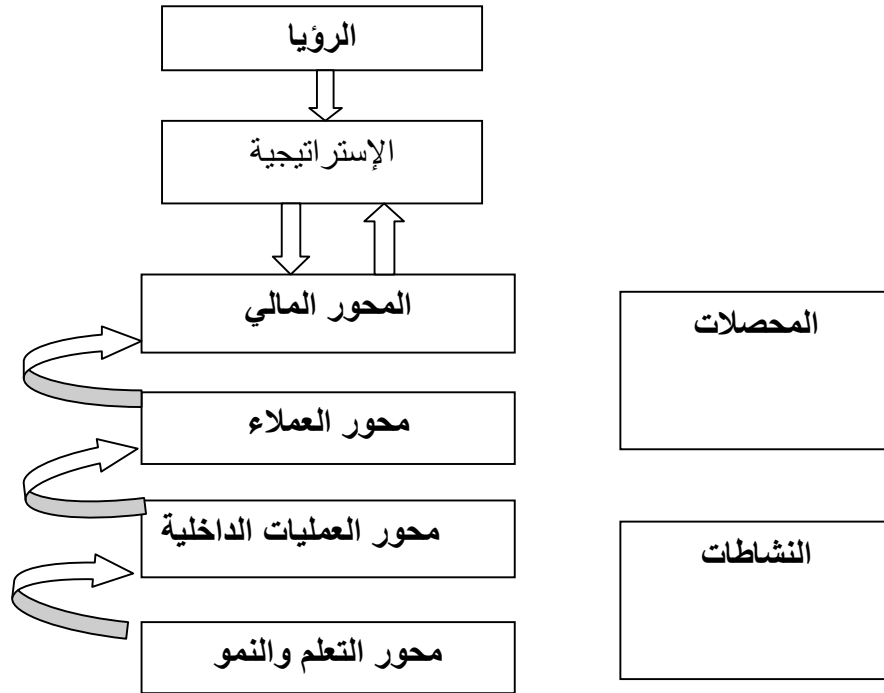 الرؤيا
الإستراتيجية
المحور المالي
المحصلات
محور العملاء
محور العمليات الداخلية
النشاطات
محور التعلم والنمو